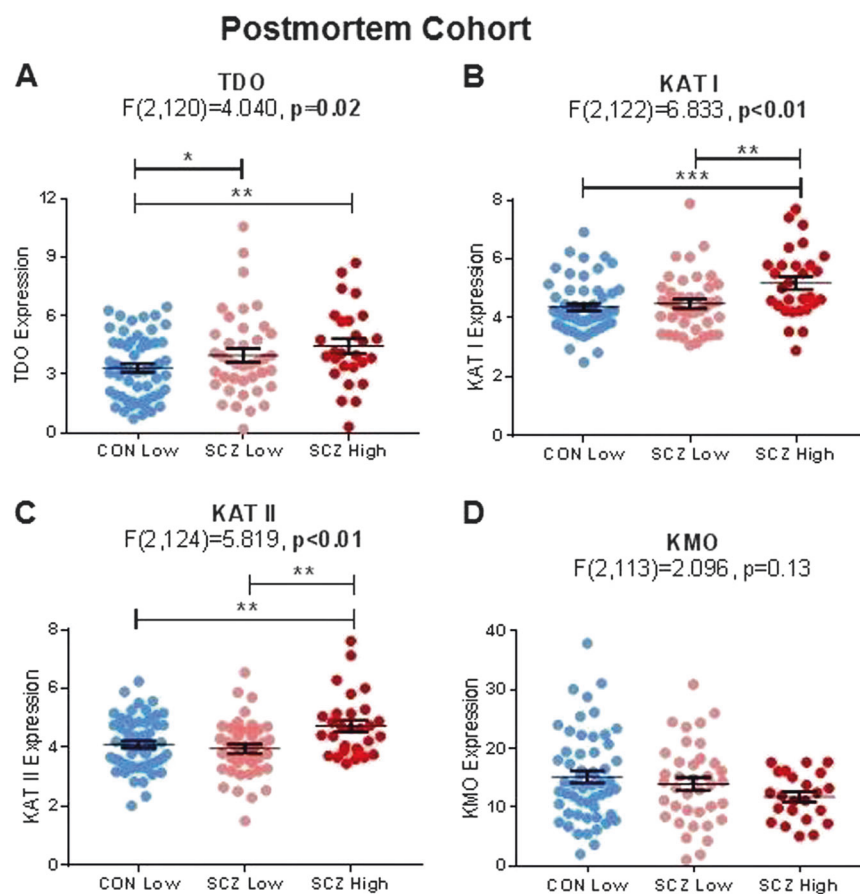 Postmortem Cohort
A
TDO
F(2,120)=4.040, p=0.02
*
**
12
9
6
3
0
TDO Expression
CON Low
SCZ Low
SCZ High
B
KAT I
F(2,122)=6.833, p<0.01
**
***
8
6
4
2
0
KAT I Expression
CON Low
SCZ Low
SCZ High
C
KAT II
F(2,124)=5.819, p<0.01
**
**
8
6
4
2
0
KAT II Expression
CON Low
SCZ Low
SCZ High
D
KMO
F(2,113)=2.096, p=0.13
40
30
20
10
0
KMO Expression
CON Low
SCZ Low
SCZ High